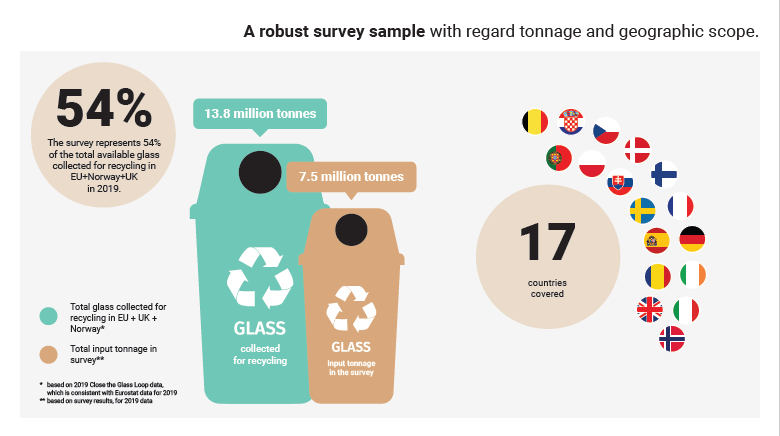 A robust survey sample with regard tonnage and geographic scope.
54%
The survey represents 54%
of the total available glass
collected for recycling in
EU+Norway+UK
in 2019.
13.8 million tonnes
7.5 million tonnes
GLASS
collected
for recycling
GLASS
input tonnage
in the survey
17
countries
covered
Total glass collected for
recycling in EU + UK +
Norway*
Total input tonnage in
survey**
* based on 2019 Close the Glass Loop data,
which is consistent with Eurostat data for 2019
** based on survey results, for 2019 data